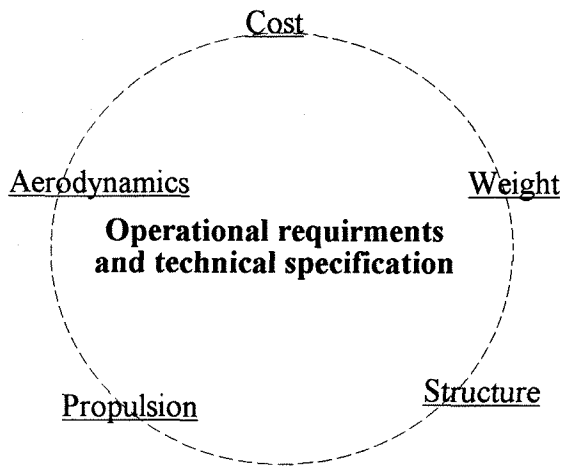 Cost
Aerodynamics
Weight
Operational requirments
and technical specification
Propulsion
Structure